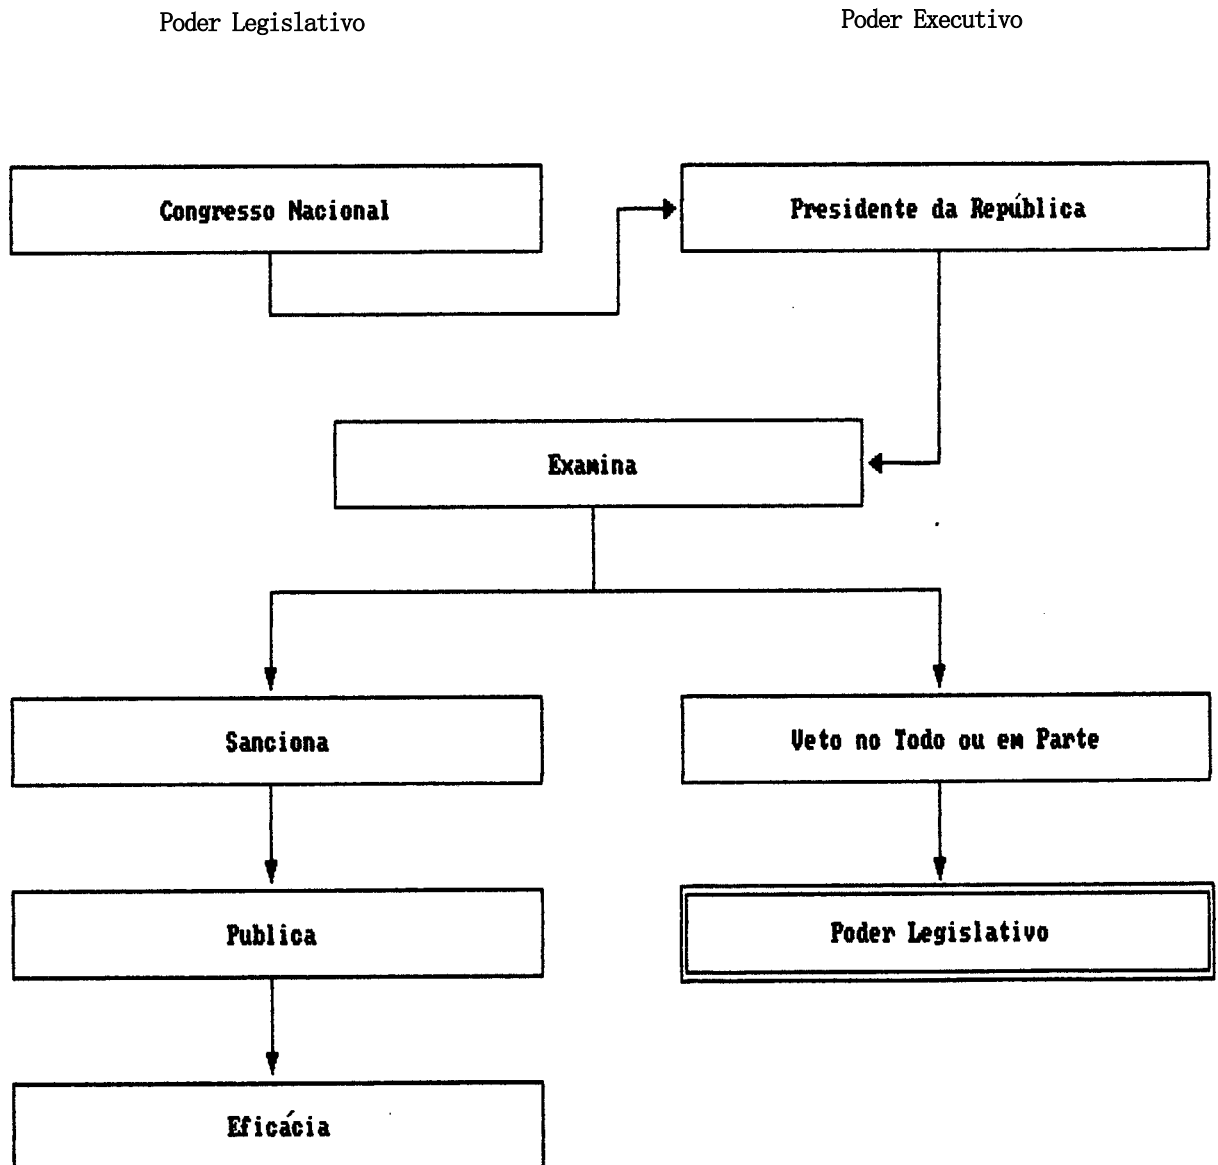 Poder Legislativo
Poder Executivo
Congresso Nacional
Presidente da República
Examina
Sanciona
Veto no Todo ou em Parte
Publica
Poder Legislativo
Eficácia